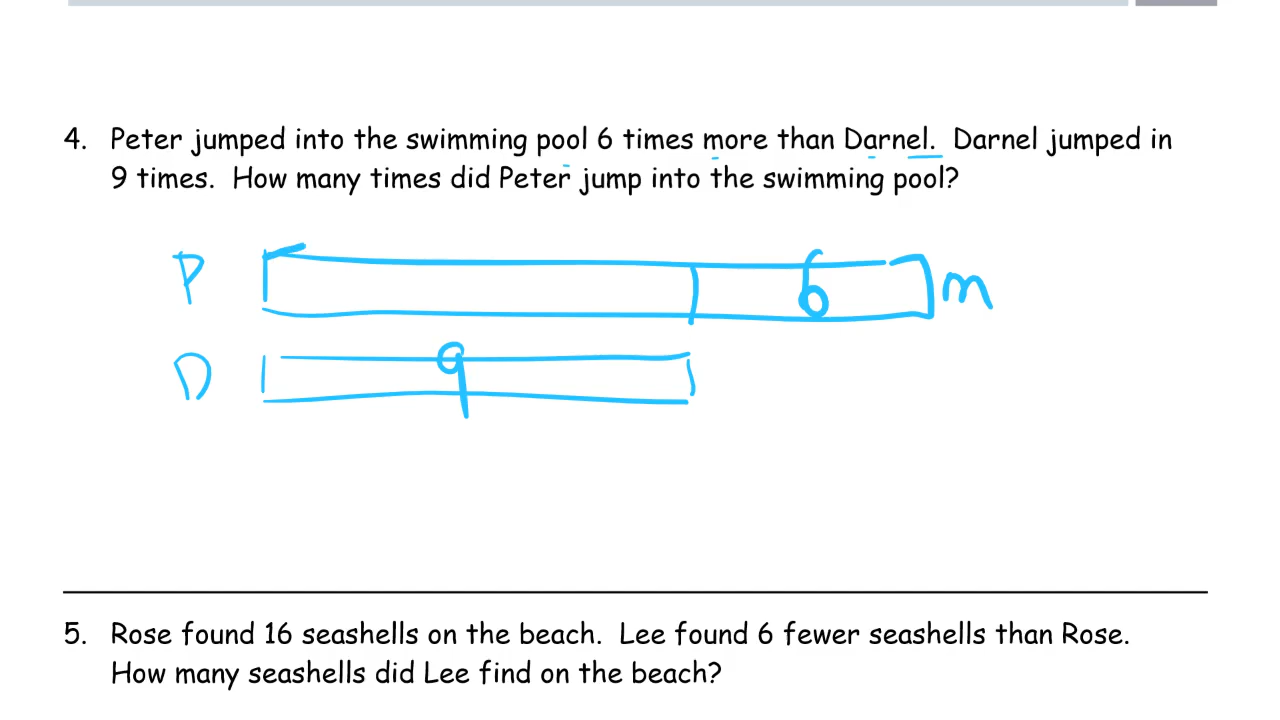 4. Peter jumped into the swimming pool 6 times more than Darnel. Darnel jumped in
9 times. How many times did Peter jump into the swimming pool?
P 6 m
D 9
5. Rose found 16 seashells on the beach. Lee found 6 fewer seashells than Rose.
How many seashells did Lee find on the beach?